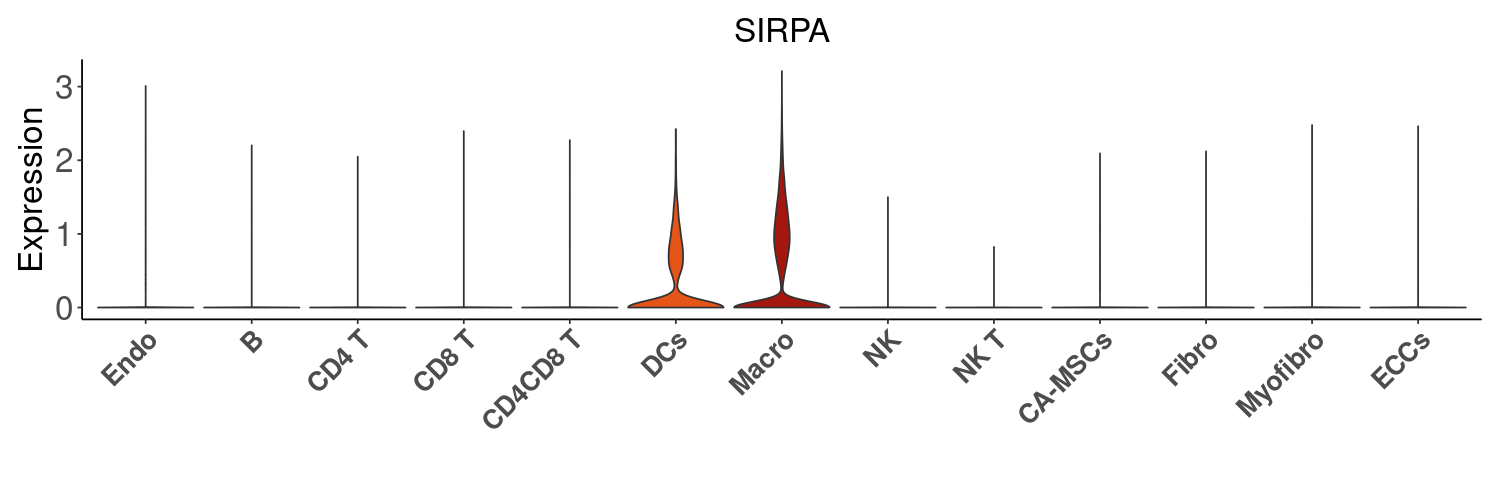 SIRPA
Expression
3
2
1
0
Endo
B
CD4 T
CD8 T
CD4CD8 T
DCs
Macro
NK
NK T
CA-MSCs
Fibro
Myofibro
ECCs